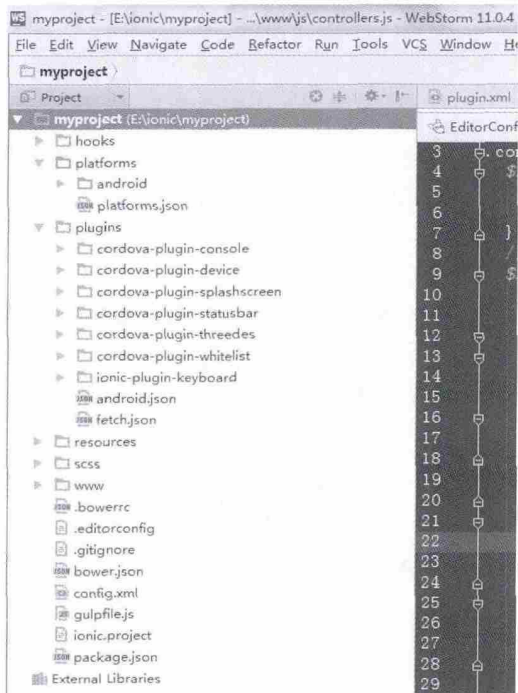 WS myproject - [E:\ionic\myproject] - ...\www\js\controllers.js - WebStorm 11.0.4
File Edit View Navigate Code Refactor Run Tools VCS Window
myproject
Project
plugin.xml
myproject (E:\ionic\myproject)
EditorConf
hooks
3 .con
platforms
4 $
android
5
platforms.json
6
plugins
7 }
cordova-plugin-console
8 /
cordova-plugin-device
9 $
cordova-plugin-splashscreen
10
cordova-plugin-statusbar
11
cordova-plugin-threedes
12
cordova-plugin-whitelist
13
ionic-plugin-keyboard
14
android.json
15
fetch.json
16
resources
17
scss
18
www
19
.bowerrc
20
.editorconfig
21
.gitignore
22
bower.json
23
config.xml
24
gulpfile.js
25
ionic.project
26
package.json
27
External Libraries
28
29